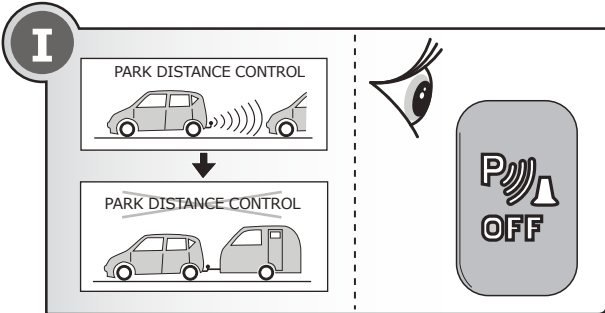 I
PARK DISTANCE CONTROL
PARK DISTANCE CONTROL
P
OFF